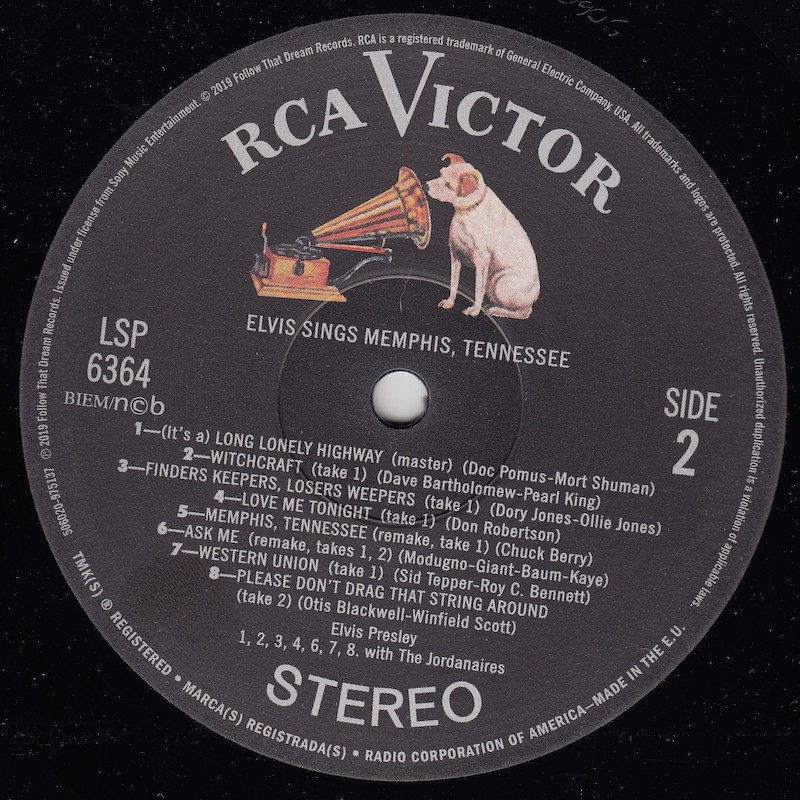 ℗ 2019 Follow That Dream Records. Issued under license from Sony Music Entertainment. © 2019 Follow That Dream Records. RCA is a registered trademark of General Electric Company, USA. All trademarks and logos are protected. All rights reserved. Unauthorized duplication is a violation of applicable laws.
RCA VICTOR
ELVIS SINGS MEMPHIS, TENNESSEE
LSP
6364
BIEM/n©b
SIDE
2
1—(It's a) LONG LONELY HIGHWAY (master) (Doc Pomus-Mort Shuman)
2—WITCHCRAFT (take 1) (Dave Bartholomew-Pearl King)
3—FINDERS KEEPERS, LOSERS WEEPERS (take 1) (Dory Jones-Ollie Jones)
4—LOVE ME TONIGHT (take 1) (Don Robertson)
5—MEMPHIS, TENNESSEE (remake, take 1) (Chuck Berry)
6—ASK ME (remake, takes 1, 2) (Modugno-Giant-Baum-Kaye)
7—WESTERN UNION (take 1) (Sid Tepper-Roy C. Bennett)
8—PLEASE DON'T DRAG THAT STRING AROUND
(take 2) (Otis Blackwell-Winfield Scott)
Elvis Presley
1, 2, 3, 4, 6, 7, 8. with The Jordanaires
STEREO
506020-975137
TMK(S) ® REGISTERED • MARCA(S) REGISTRADA(S) • RADIO CORPORATION OF AMERICA—MADE IN THE E.U.